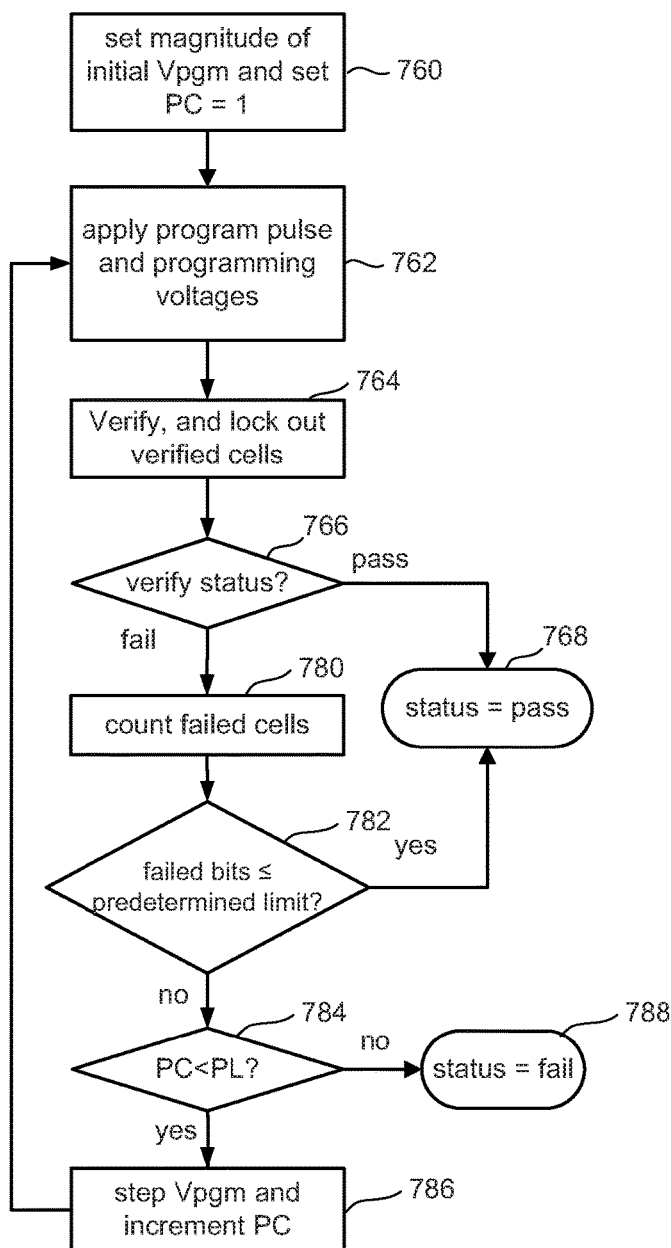 set magnitude of
initial Vpgm and set
PC = 1
760
apply program pulse
and programming
voltages
762
764
Verify, and lock out
verified cells
766
verify status?
pass
fail
768
status = pass
780
count failed cells
782
failed bits ≤
predetermined limit?
yes
no
784
PC<PL?
no
788
status = fail
yes
step Vpgm and
increment PC
786